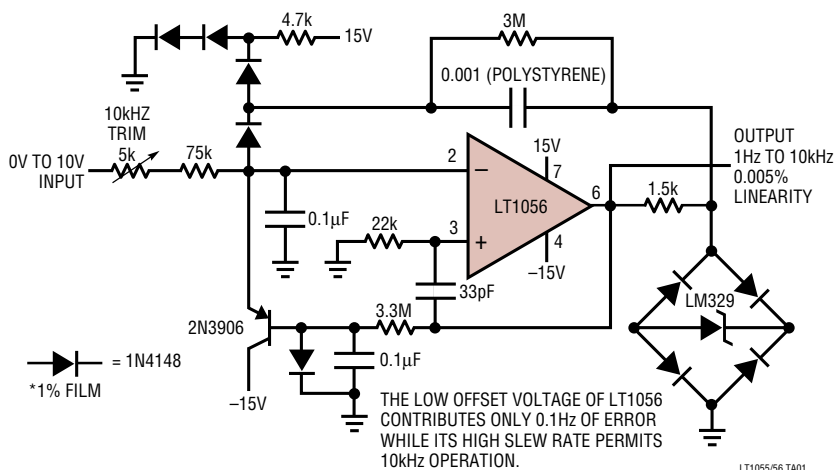 4.7k
15V
3M
0.001 (POLYSTYRENE)
10kHZ
TRIM
5k
75k
0V TO 10V
INPUT
2
15V
7
6
OUTPUT
1Hz TO 10kHz
0.005%
LINEARITY
LT1056
1.5k
0.1µF
22k
3
4
–15V
33pF
LM329
3.3M
2N3906
0.1µF
= 1N4148
*1% FILM
–15V
THE LOW OFFSET VOLTAGE OF LT1056
CONTRIBUTES ONLY 0.1Hz OF ERROR
WHILE ITS HIGH SLEW RATE PERMITS
10kHz OPERATION.
LT1055/56 TA01